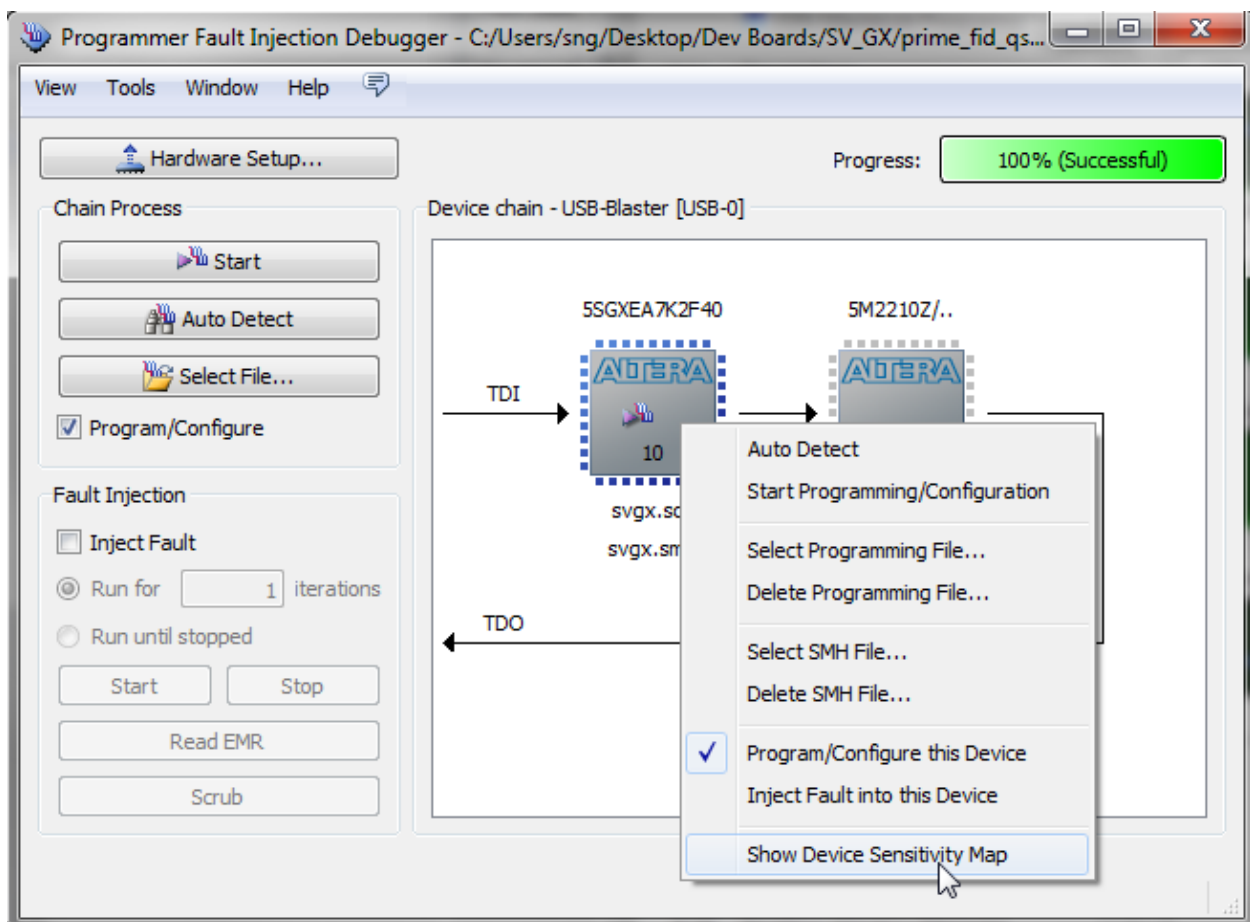 Programmer Fault Injection Debugger - C:/Users/sng/Desktop/Dev Boards/SV_GX/prime_fid_qs...
View Tools Window Help
Hardware Setup...
Progress: 100% (Successful)
Chain Process
Start
Auto Detect
Select File...
Program/Configure
Fault Injection
Inject Fault
Run for 1 iterations
Run until stopped
Start Stop
Read EMR
Scrub
Device chain - USB-Blaster [USB-0]
5SGXEA7K2F40 5M2210Z/..
ALTERA ALTERA
TDI
10
svgx.so
svgx.sm
TDO
Auto Detect
Start Programming/Configuration
Select Programming File...
Delete Programming File...
Select SMH File...
Delete SMH File...
Program/Configure this Device
Inject Fault into this Device
Show Device Sensitivity Map